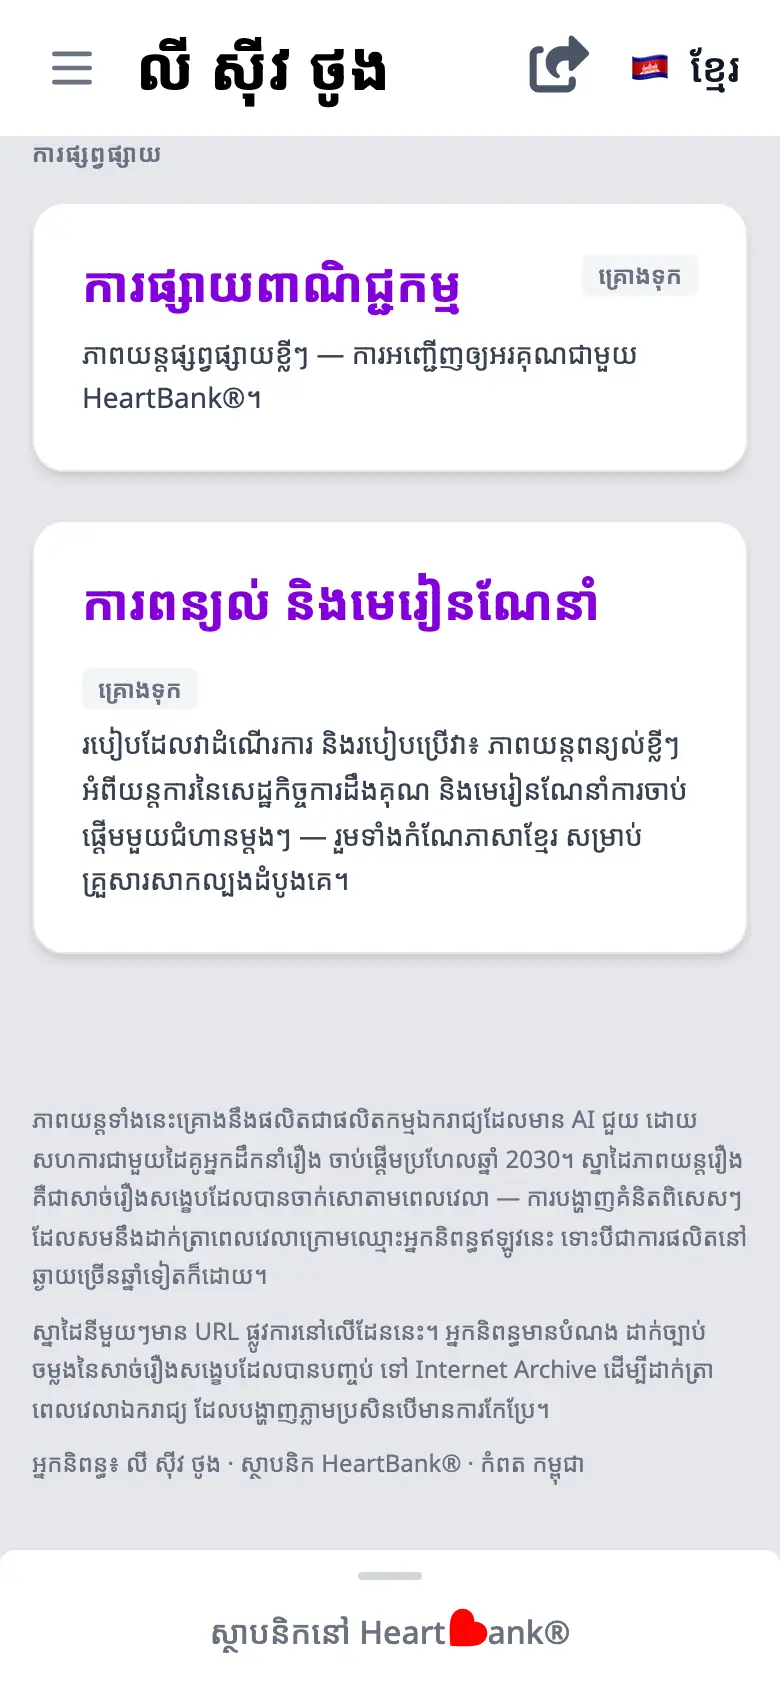 លី ស៊ីវ ថូង
ខ្មែរ
ការផ្សព្វផ្សាយ
ការផ្សាយពាណិជ្ជកម្ម
គ្រោងទុក
ភាពយន្តផ្សព្វផ្សាយខ្លីៗ — ការអញ្ជើញឲ្យអរគុណជាមួយ
HeartBank®។
ការពន្យល់ និងមេរៀនណែនាំ
គ្រោងទុក
របៀបដែលវាដំណើរការ និងរបៀបប្រើវា៖ ភាពយន្តពន្យល់ខ្លីៗ
អំពីយន្តការនៃសេដ្ឋកិច្ចការដឹងគុណ និងមេរៀនណែនាំការចាប់
ផ្តើមមួយជំហានម្តងៗ — រួមទាំងកំណែភាសាខ្មែរ សម្រាប់
គ្រួសារសាកល្បងដំបូងគេ។
ភាពយន្តទាំងនេះគ្រោងនឹងផលិតជាផលិតកម្មឯករាជ្យដែលមាន AI ជួយ ដោយ
សហការជាមួយដៃគូអ្នកដឹកនាំរឿង ចាប់ផ្តើមប្រហែលឆ្នាំ 2030។ ស្នាដៃភាពយន្តរឿង
គឺជាសាច់រឿងសង្ខេបដែលបានចាក់សោតាមពេលវេលា — ការបង្ហាញគំនិតពិសេសៗ
ដែលសមនឹងដាក់ត្រាពេលវេលាក្រោមឈ្មោះអ្នកនិពន្ធឥឡូវនេះ ទោះបីជាការផលិតនៅ
ឆ្ងាយច្រើនឆ្នាំទៀតក៏ដោយ។
ស្នាដៃនីមួយៗមាន URL ផ្លូវការនៅលើដែននេះ។ អ្នកនិពន្ធមានបំណង ដាក់ច្បាប់
ចម្លងនៃសាច់រឿងសង្ខេបដែលបានបញ្ចប់ ទៅ Internet Archive ដើម្បីដាក់ត្រា
ពេលវេលាឯករាជ្យ ដែលបង្ហាញភ្លាមប្រសិនបើមានការកែប្រែ។
អ្នកនិពន្ធ៖ លី ស៊ីវ ថូង · ស្ថាបនិក HeartBank® · កំពត កម្ពុជា
ស្ថាបនិកនៅ Heart❤ank®